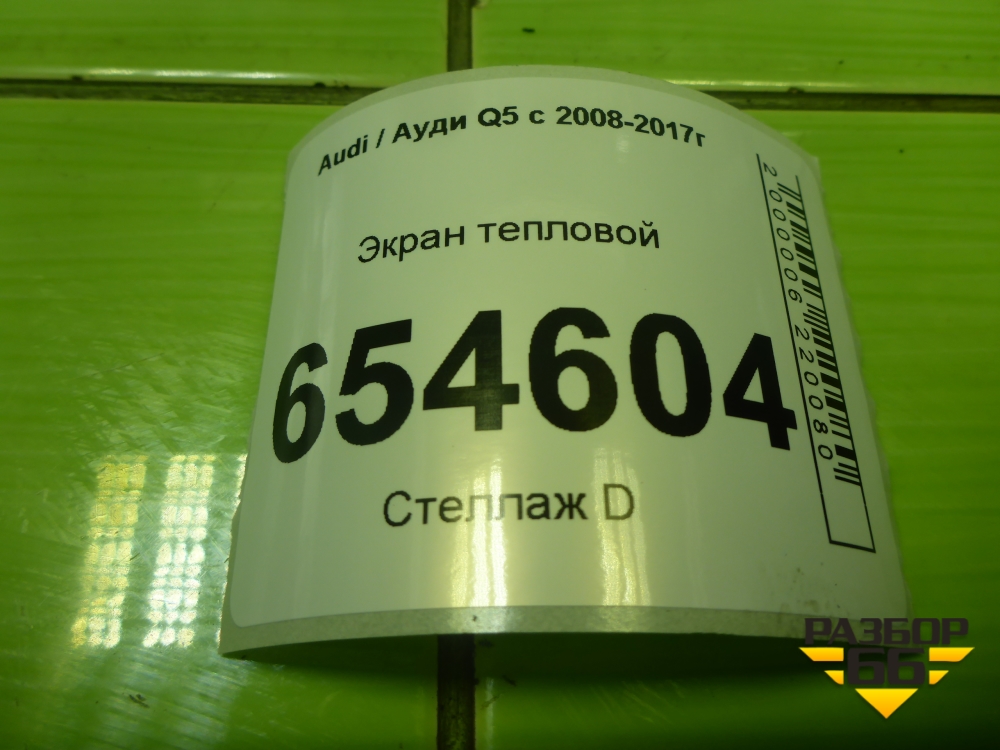 Audi / Ауди Q5 с 2008-2017г
Экран тепловой
654604
Стеллаж D
2000006220080
РАЗБОР
66